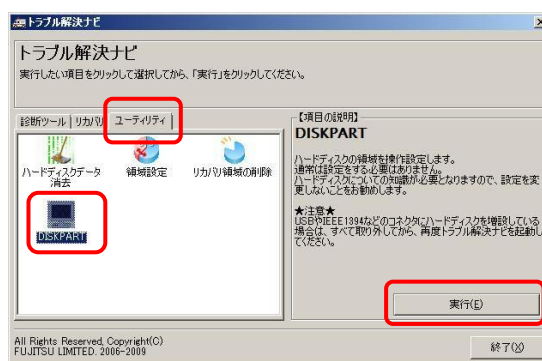 トラブル解決ナビ
トラブル解決ナビ
実行したい項目をクリックして選択してから、「実行」をクリックしてください。
診断ツール
リカバリ
ユーティリティ
ハードディスクデータ
消去
領域設定
リカバリ領域の削除
DISKPART
【項目の説明】
DISKPART
ハードディスクの領域を操作設定します。
通常は設定をする必要はありません。
ハードディスクについての知識が必要となりますので、設定を変
更しないことをお勧めします。
★注意★
USBやIEEE1394などのコネクタにハードディスクを増設している
場合は、すべて取り外してから、再度トラブル解決ナビを起動し
てください。
実行(E)
All Rights Reserved, Copyright(C)
FUJITSU LIMITED. 2006-2009
終了(X)